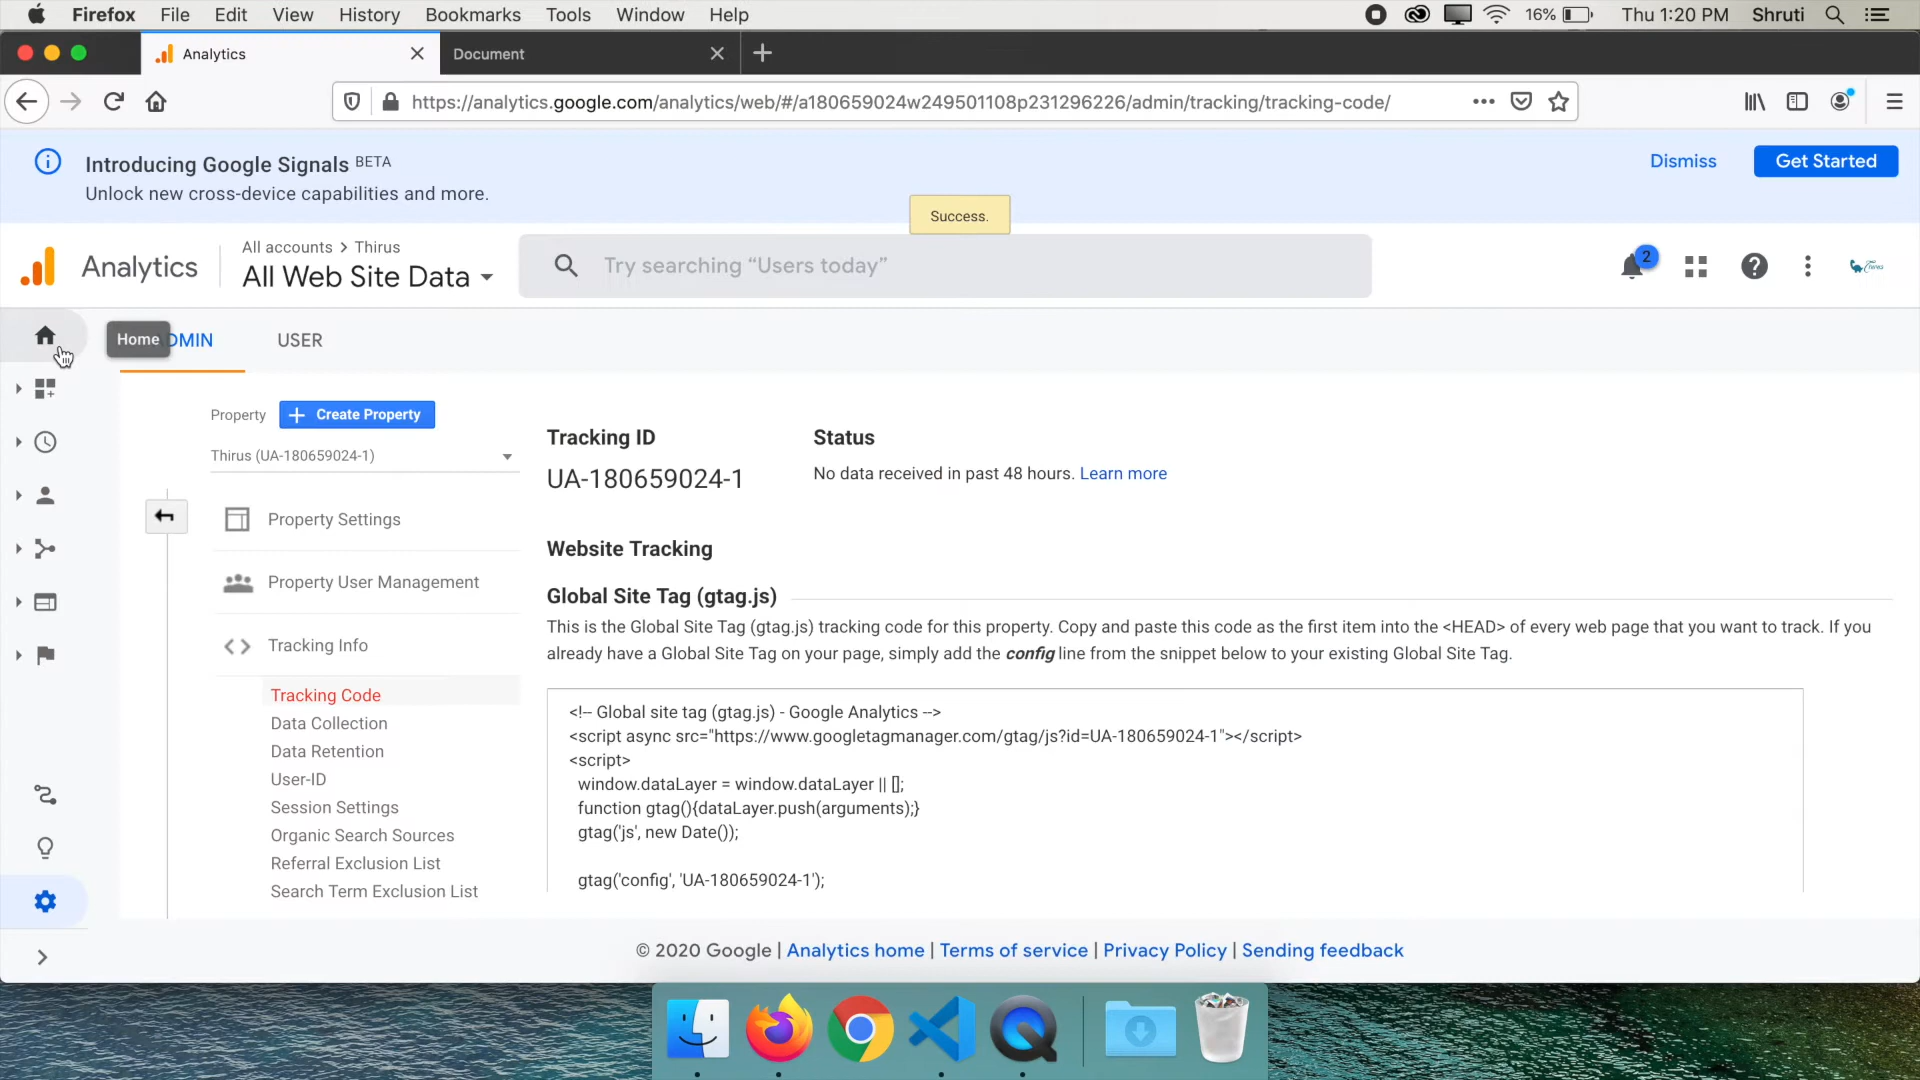 Firefox File Edit View History Bookmarks Tools Window Help 16% Thu 1:20 PM Shruti
Analytics Document
https://analytics.google.com/analytics/web/#/a180659024w249501108p231296226/admin/tracking/tracking-code/
Introducing Google Signals BETA
Unlock new cross-device capabilities and more.
Dismiss Get Started
Success.
Analytics
All accounts > Thirus
All Web Site Data
Try searching “Users today”
2
Home DMIN USER
Property + Create Property
Thirus (UA-180659024-1)
Property Settings
Property User Management
Tracking Info
Tracking Code
Data Collection
Data Retention
User-ID
Session Settings
Organic Search Sources
Referral Exclusion List
Search Term Exclusion List
Tracking ID
UA-180659024-1
Status
No data received in past 48 hours. Learn more
Website Tracking
Global Site Tag (gtag.js)
This is the Global Site Tag (gtag.js) tracking code for this property. Copy and paste this code as the first item into the <HEAD> of every web page that you want to track. If you
already have a Global Site Tag on your page, simply add the config line from the snippet below to your existing Global Site Tag.
<!-- Global site tag (gtag.js) - Google Analytics -->
<script async src="https://www.googletagmanager.com/gtag/js?id=UA-180659024-1"></script>
<script>
window.dataLayer = window.dataLayer || [];
function gtag(){dataLayer.push(arguments);}
gtag('js', new Date());
gtag('config', 'UA-180659024-1');
© 2020 Google | Analytics home | Terms of service | Privacy Policy | Sending feedback